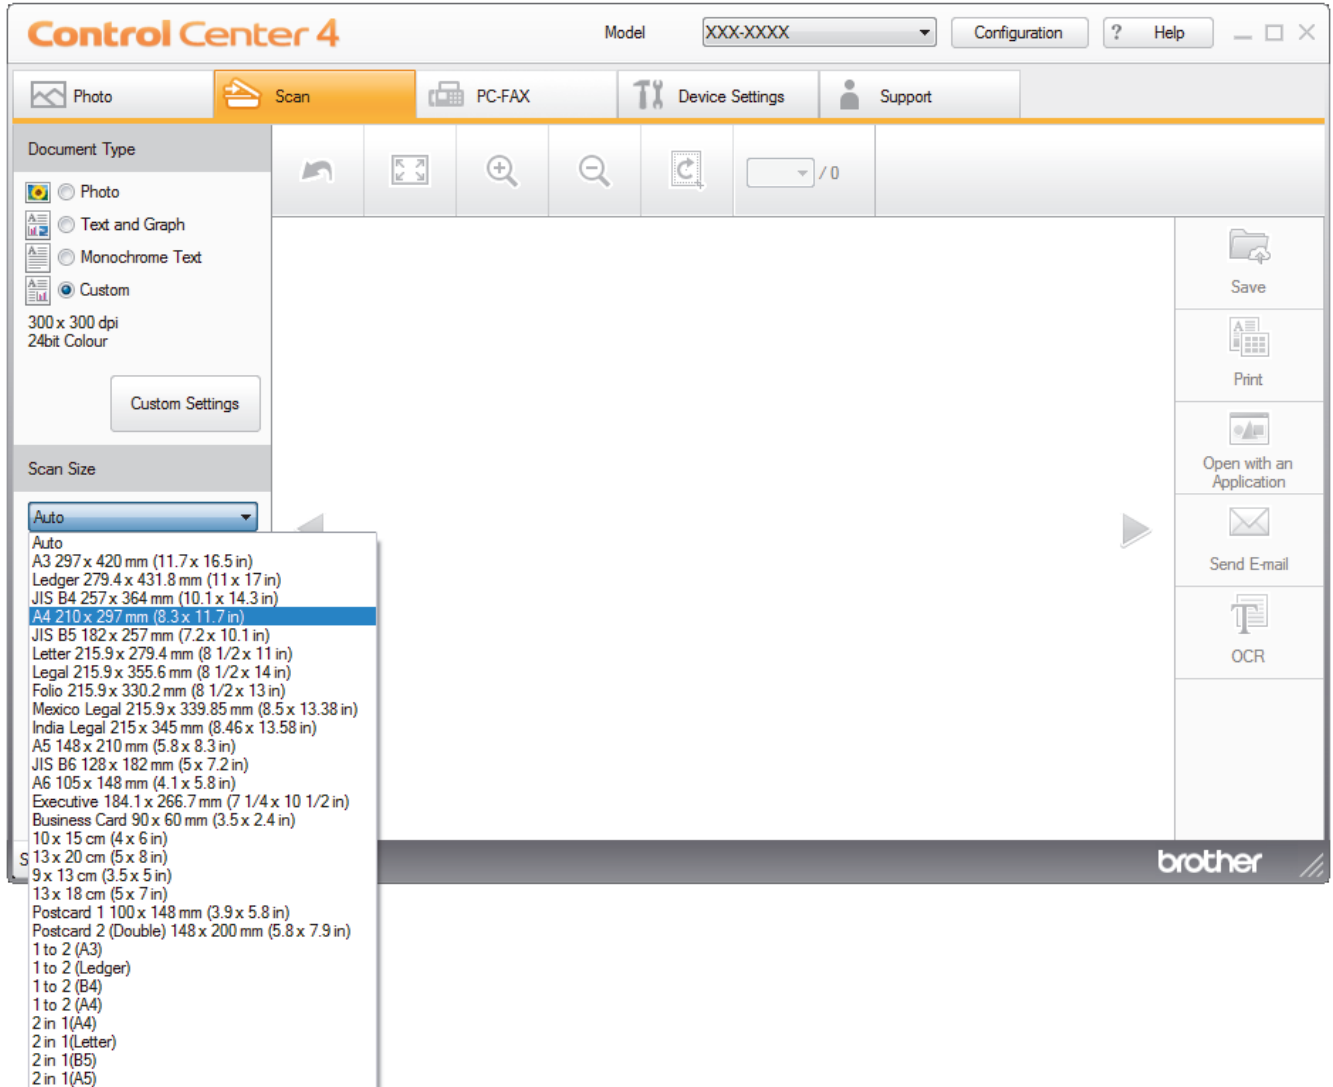 Control Center 4
Model
XXX-XXXX
Configuration
? Help
Photo
Scan
PC-FAX
Device Settings
Support
Document Type
Photo
Text and Graph
Monochrome Text
Custom
300 x 300 dpi
24bit Colour
Custom Settings
/ 0
Scan Size
Auto
Auto
A3 297 x 420 mm (11.7 x 16.5 in)
Ledger 279.4 x 431.8 mm (11 x 17 in)
JIS B4 257 x 364 mm (10.1 x 14.3 in)
A4 210 x 297 mm (8.3 x 11.7 in)
JIS B5 182 x 257 mm (7.2 x 10.1 in)
Letter 215.9 x 279.4 mm (8 1/2 x 11 in)
Legal 215.9 x 355.6 mm (8 1/2 x 14 in)
Folio 215.9 x 330.2 mm (8 1/2 x 13 in)
Mexico Legal 215.9 x 339.85 mm (8.5 x 13.38 in)
India Legal 215 x 345 mm (8.46 x 13.58 in)
A5 148 x 210 mm (5.8 x 8.3 in)
JIS B6 128 x 182 mm (5 x 7.2 in)
A6 105 x 148 mm (4.1 x 5.8 in)
Executive 184.1 x 266.7 mm (7 1/4 x 10 1/2 in)
Business Card 90 x 60 mm (3.5 x 2.4 in)
10 x 15 cm (4 x 6 in)
13 x 20 cm (5 x 8 in)
9 x 13 cm (3.5 x 5 in)
13 x 18 cm (5 x 7 in)
Postcard 1 100 x 148 mm (3.9 x 5.8 in)
Postcard 2 (Double) 148 x 200 mm (5.8 x 7.9 in)
1 to 2 (A3)
1 to 2 (Ledger)
1 to 2 (B4)
1 to 2 (A4)
2 in 1(A4)
2 in 1(Letter)
2 in 1(B5)
2 in 1(A5)
Save
Print
Open with an
Application
Send E-mail
OCR
brother